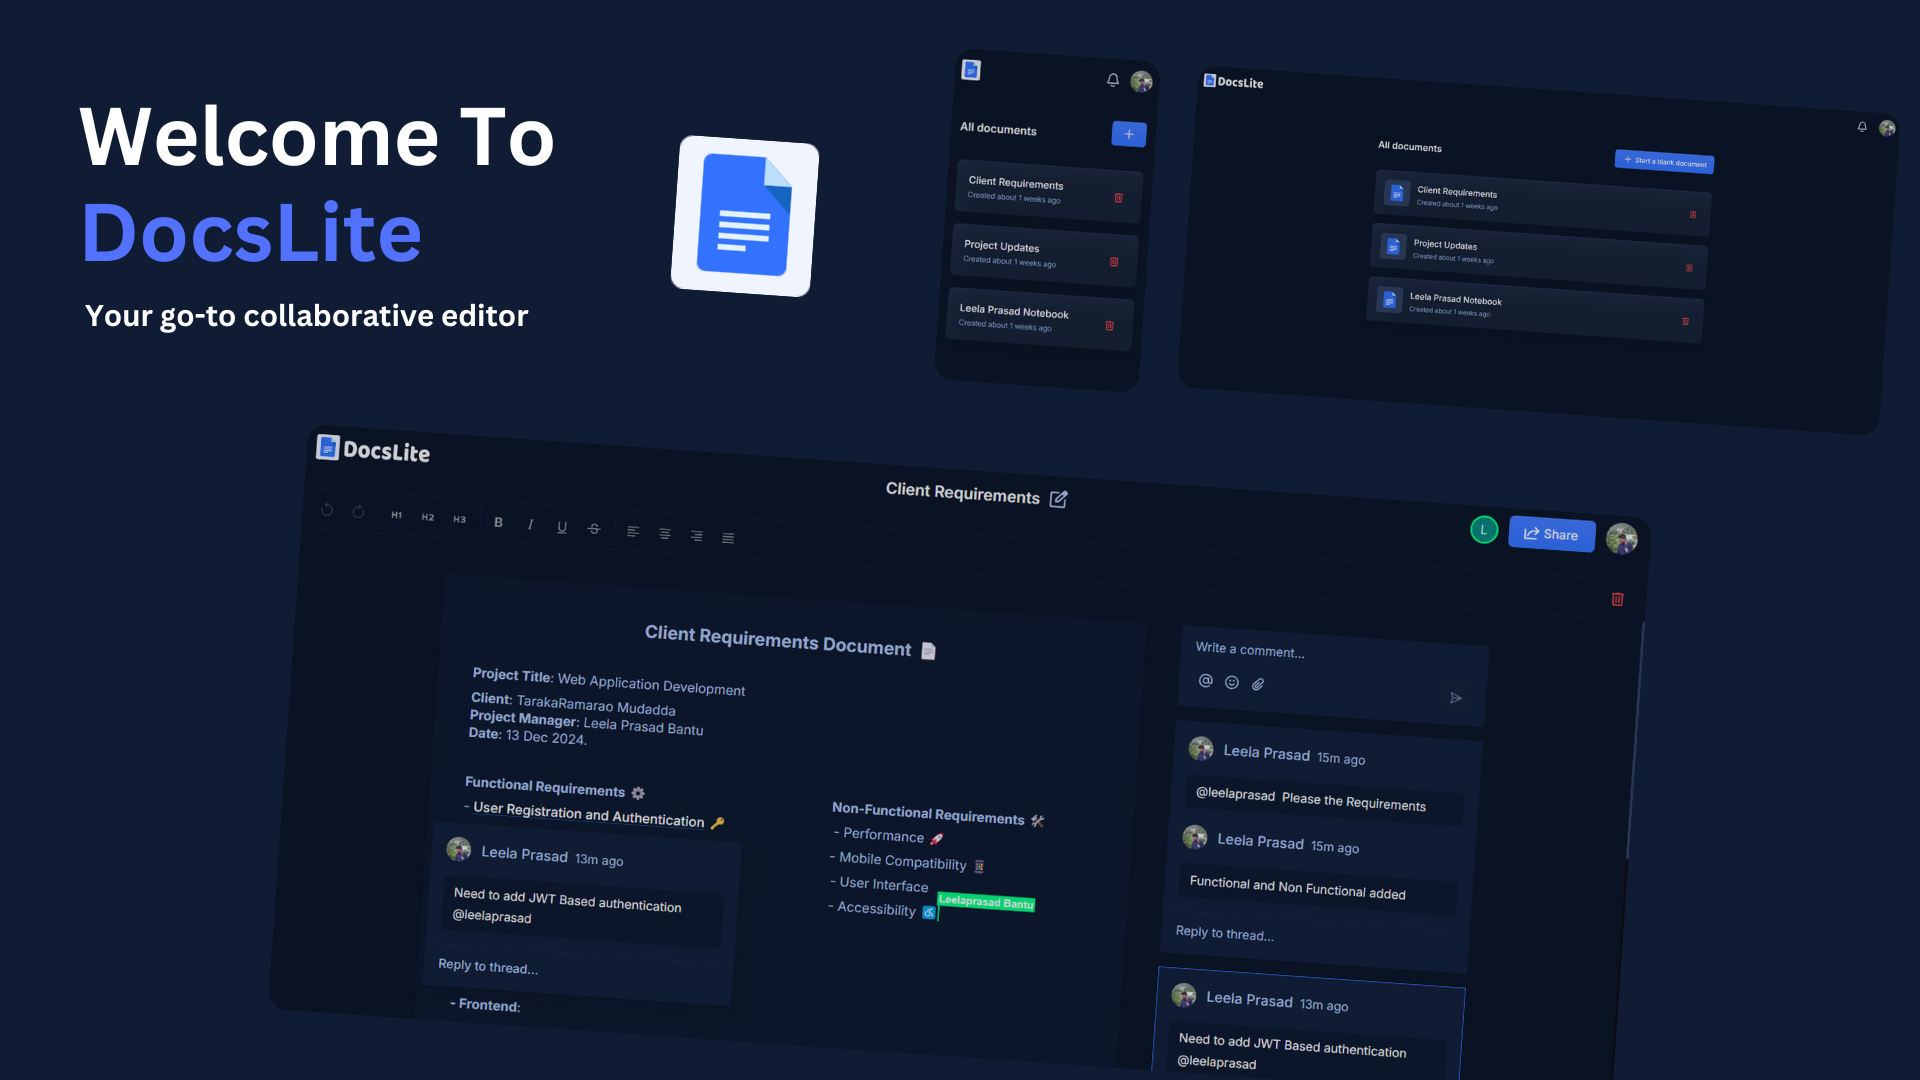 Welcome To
DocsLite
Your go-to collaborative editor
All documents
+
Client Requirements
Created about 1 weeks ago
Project Updates
Created about 1 weeks ago
Leela Prasad Notebook
Created about 1 weeks ago
DocsLite
All documents
+ Start a blank document
Client Requirements
Created about 1 weeks ago
Project Updates
Created about 1 weeks ago
Leela Prasad Notebook
Created about 1 weeks ago
DocsLite
Client Requirements
L
Share
H1 H2 H3 B I U S
Client Requirements Document
Project Title: Web Application Development
Client: TarakaRamarao Mudadda
Project Manager: Leela Prasad Bantu
Date: 13 Dec 2024.
Functional Requirements
- User Registration and Authentication
Leela Prasad 13m ago
Need to add JWT Based authentication
@leelaprasad
Reply to thread...
- Frontend:
Non-Functional Requirements
- Performance
- Mobile Compatibility
- User Interface
- Accessibility
Leelaprasad Bantu
Write a comment...
@
Leela Prasad 15m ago
@leelaprasad Please the Requirements
Leela Prasad 15m ago
Functional and Non Functional added
Reply to thread...
Leela Prasad 13m ago
Need to add JWT Based authentication
@leelaprasad